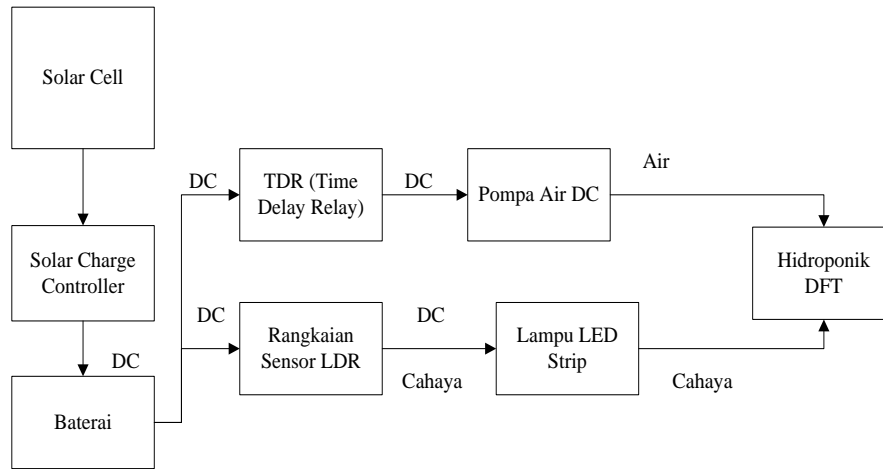 Solar Cell
DC
TDR (Time
Delay Relay)
DC
Pompa Air DC
Air
Solar Charge
Controller
Hidroponik
DFT
DC
DC
Rangkaian
Sensor LDR
DC
Cahaya
Lampu LED
Strip
Cahaya
Baterai